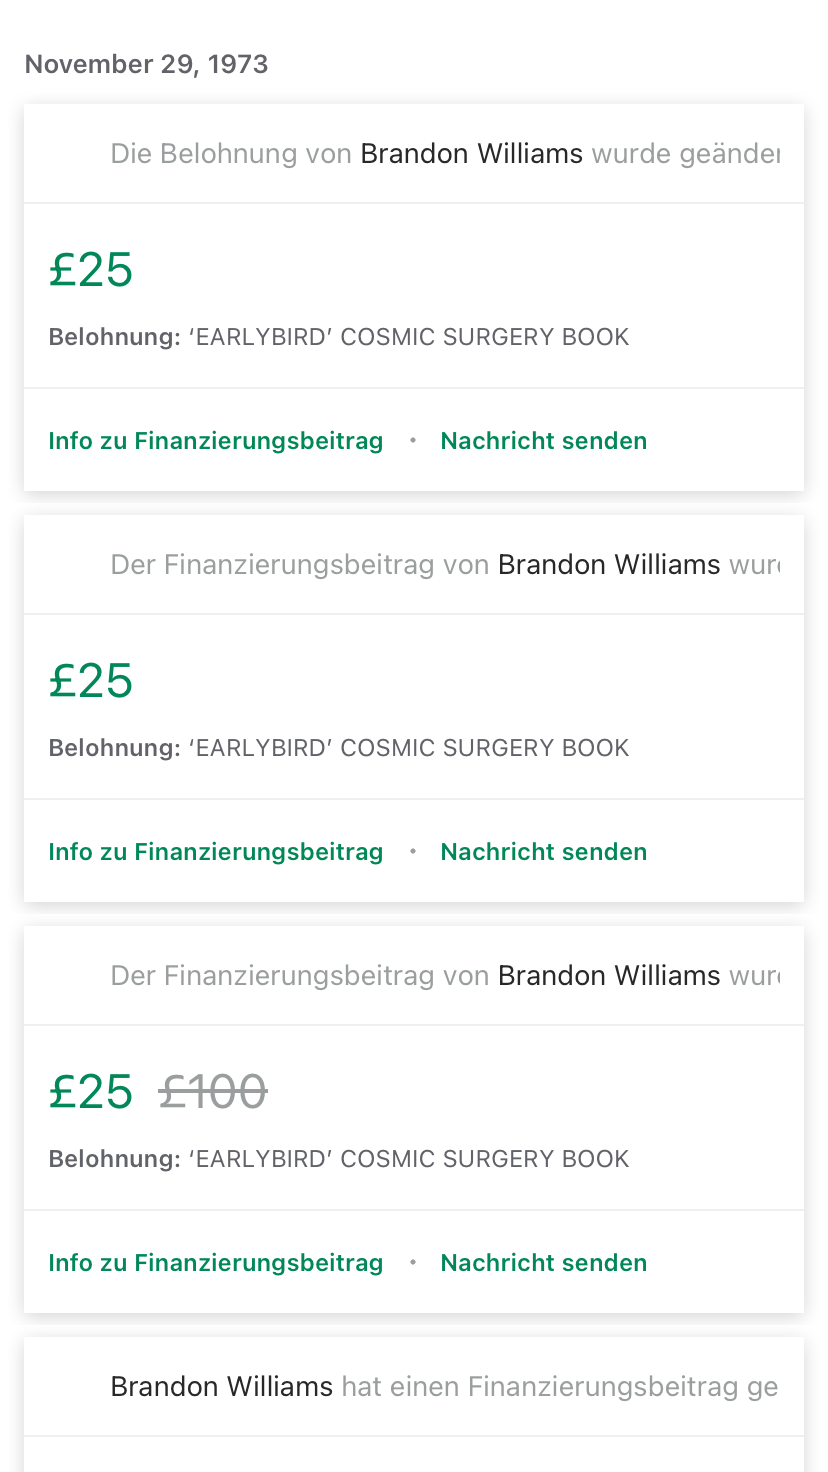 November 29, 1973
Die Belohnung von Brandon Williams wurde geänder
£25
Belohnung: ‘EARLYBIRD’ COSMIC SURGERY BOOK
Info zu Finanzierungsbeitrag • Nachricht senden
Der Finanzierungsbeitrag von Brandon Williams wur
£25
Belohnung: ‘EARLYBIRD’ COSMIC SURGERY BOOK
Info zu Finanzierungsbeitrag • Nachricht senden
Der Finanzierungsbeitrag von Brandon Williams wur
£25 £100
Belohnung: ‘EARLYBIRD’ COSMIC SURGERY BOOK
Info zu Finanzierungsbeitrag • Nachricht senden
Brandon Williams hat einen Finanzierungsbeitrag ge